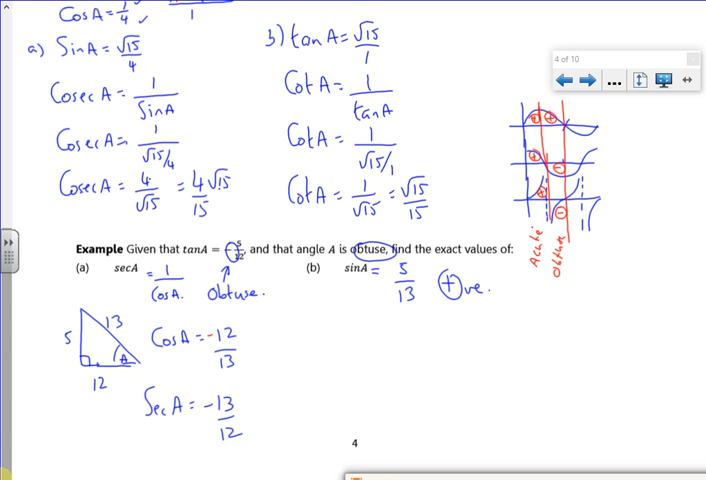 Cos A = 1/4 ✓
1
a) Sin A = √15/4
Cosec A = 1/Sin A
Cosec A = 1/√15/4
Cosec A = 4/√15 = 4√15/15
b) tan A = √15/1
Cot A = 1/tan A
Cot A = 1/√15/1
Cot A = 1/√15 = √15/15
4 of 10
+ +
+ −
+ −
Acute
Obtuse
Example Given that tanA = −5/12, and that angle A is obtuse, find the exact values of:
(a) secA = 1/Cos A. Obtuse.
(b) sinA = 5/13 +ve.
5 13 A 12
Cos A = −12/13
Sec A = −13/12
4